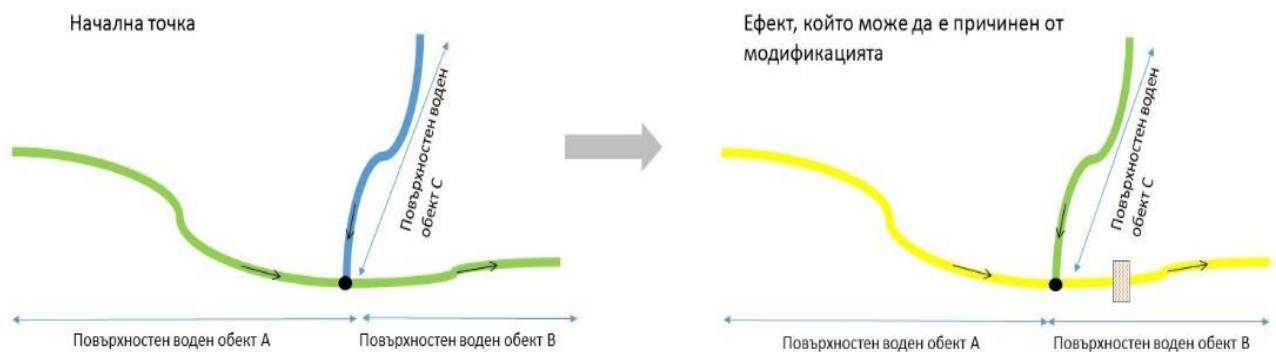 Начална точка
Ефект, който може да е причинен от
модификацията
Повърхностен воден
обект С
Повърхностен воден
обект С
Повърхностен воден обект А
Повърхностен воден обект В
Повърхностен воден обект А
Повърхностен воден обект В